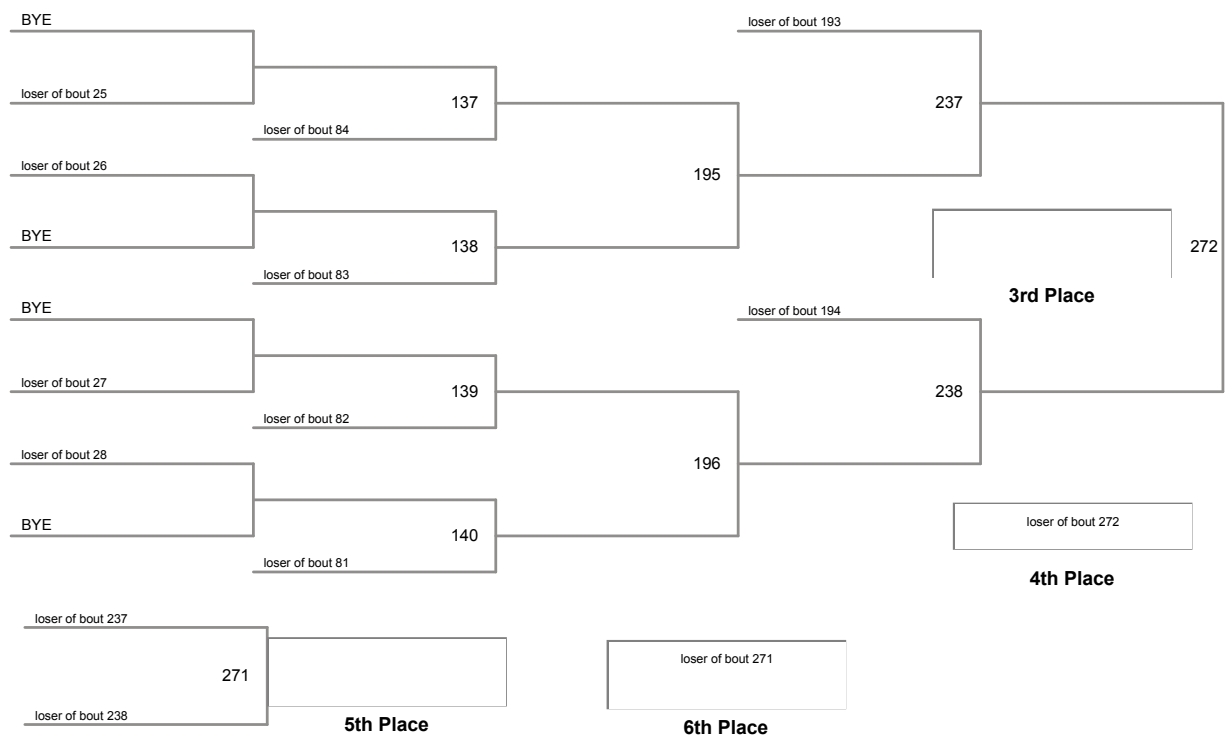 BYE
loser of bout 193
loser of bout 25
137
237
loser of bout 84
loser of bout 26
195
BYE
138
272
loser of bout 83
3rd Place
BYE
loser of bout 194
loser of bout 27
139
238
loser of bout 82
loser of bout 28
196
BYE
140
loser of bout 272
loser of bout 81
4th Place
loser of bout 237
271
loser of bout 271
loser of bout 238
5th Place
6th Place